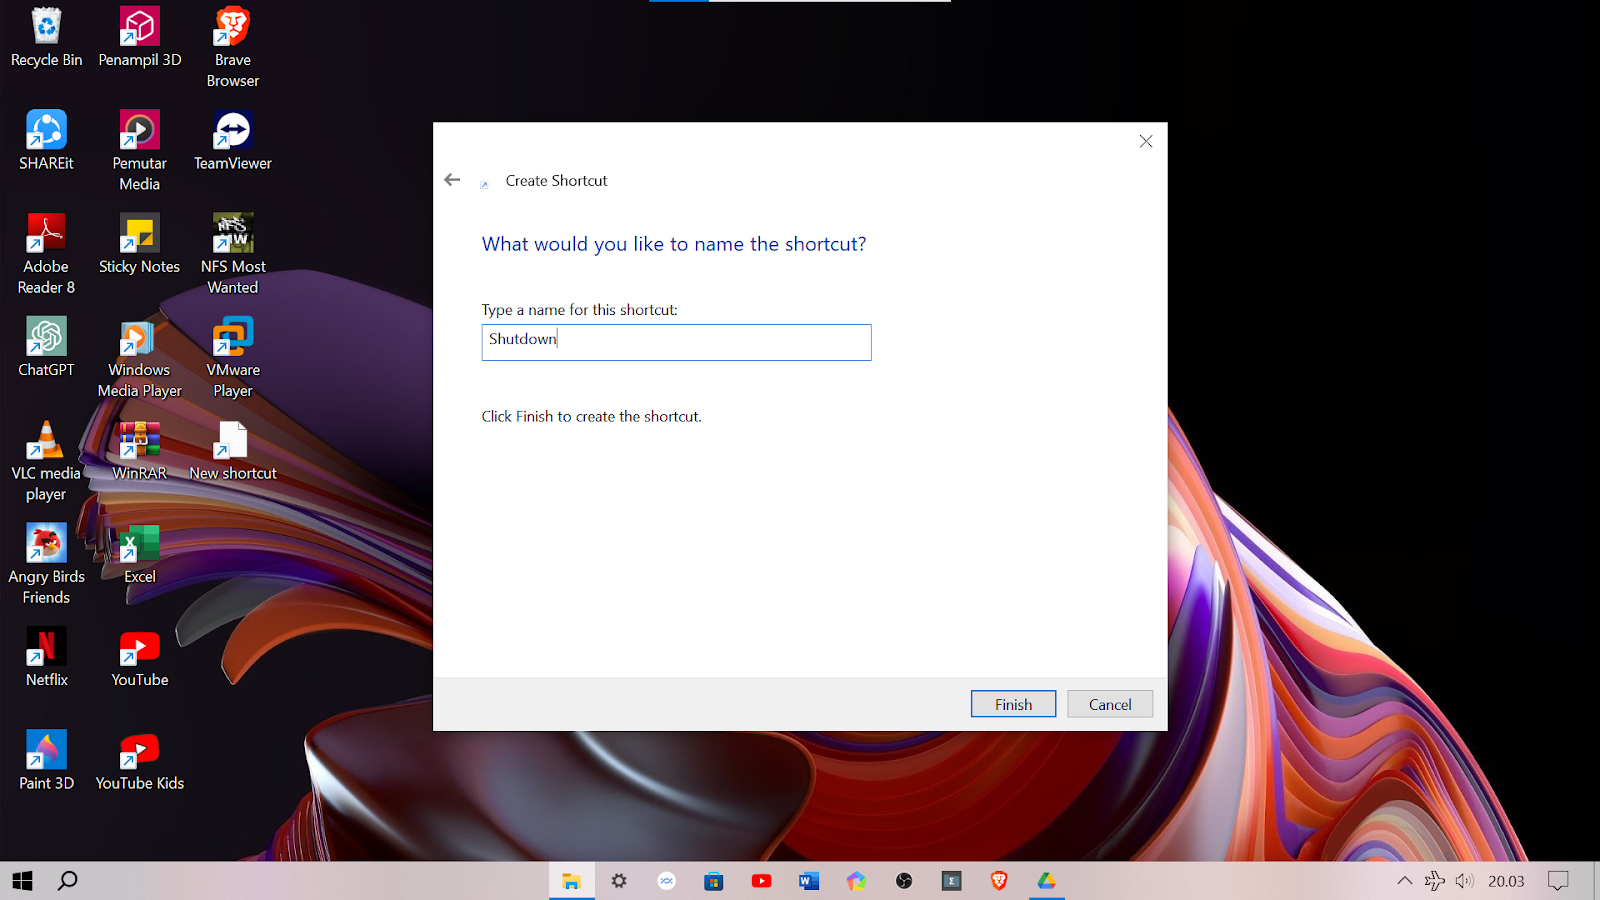 Recycle Bin
Penampil 3D
Brave
Browser
SHAREit
Pemutar
Media
TeamViewer
Adobe
Reader 8
Sticky Notes
NFS
MW
NFS Most
Wanted
ChatGPT
Windows
Media Player
VMware
Player
VLC media
player
WinRAR
New shortcut
Angry Birds
Friends
X
Excel
N
Netflix
YouTube
Paint 3D
YouTube Kids
Create Shortcut
What would you like to name the shortcut?
Type a name for this shortcut:
Shutdown
Click Finish to create the shortcut.
Finish
Cancel
W
Σ
20.03